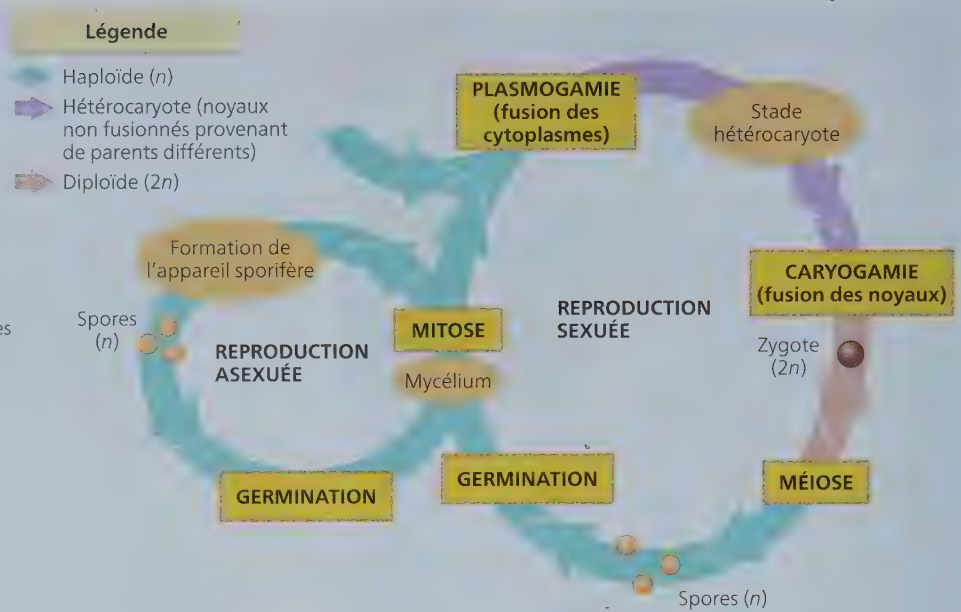 Légende
Haploïde (n)
Hétérocaryote (noyaux
non fusionnés provenant
de parents différents)
Diploïde (2n)
PLASMOGAMIE
(fusion des
cytoplasmes)
Stade
hétérocaryote
Formation de
l'appareil sporifère
CARYOGAMIE
(fusion des noyaux)
Spores
(n)
es
REPRODUCTION
ASEXUÉE
MITOSE
Mycélium
REPRODUCTION
SEXUÉE
Zygote
(2n)
GERMINATION
GERMINATION
MÉIOSE
Spores (n)